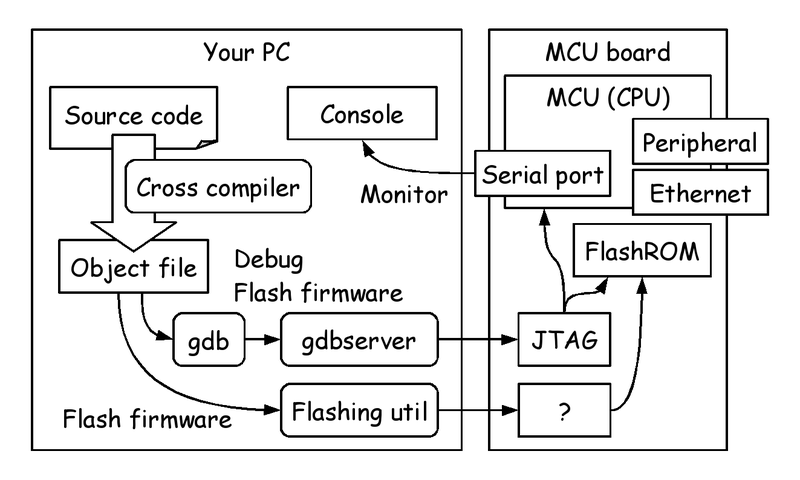 Your PC
MCU board
Source code
Console
MCU (CPU)
Peripheral
Cross compiler
Monitor
Serial port
Ethernet
Object file
Debug
Flash firmware
FlashROM
gdb
gdbserver
JTAG
Flash firmware
Flashing util
?